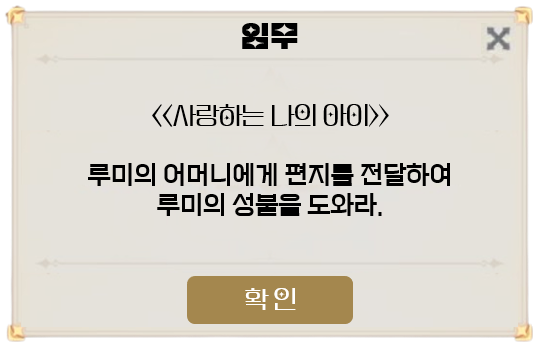 임무
<<사랑하는 나의 아이>>
루미의 어머니에게 편지를 전달하여
루미의 성불을 도와라.
확인